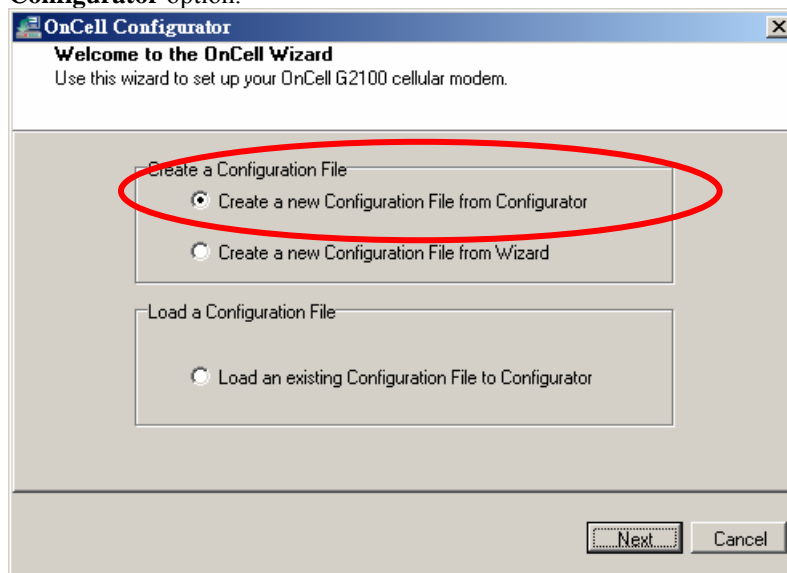 Configurator option.
OnCell Configurator
Welcome to the OnCell Wizard
Use this wizard to set up your OnCell G2100 cellular modem.
Create a Configuration File
Create a new Configuration File from Configurator
Create a new Configuration File from Wizard
Load a Configuration File
Load an existing Configuration File to Configurator
Next
Cancel